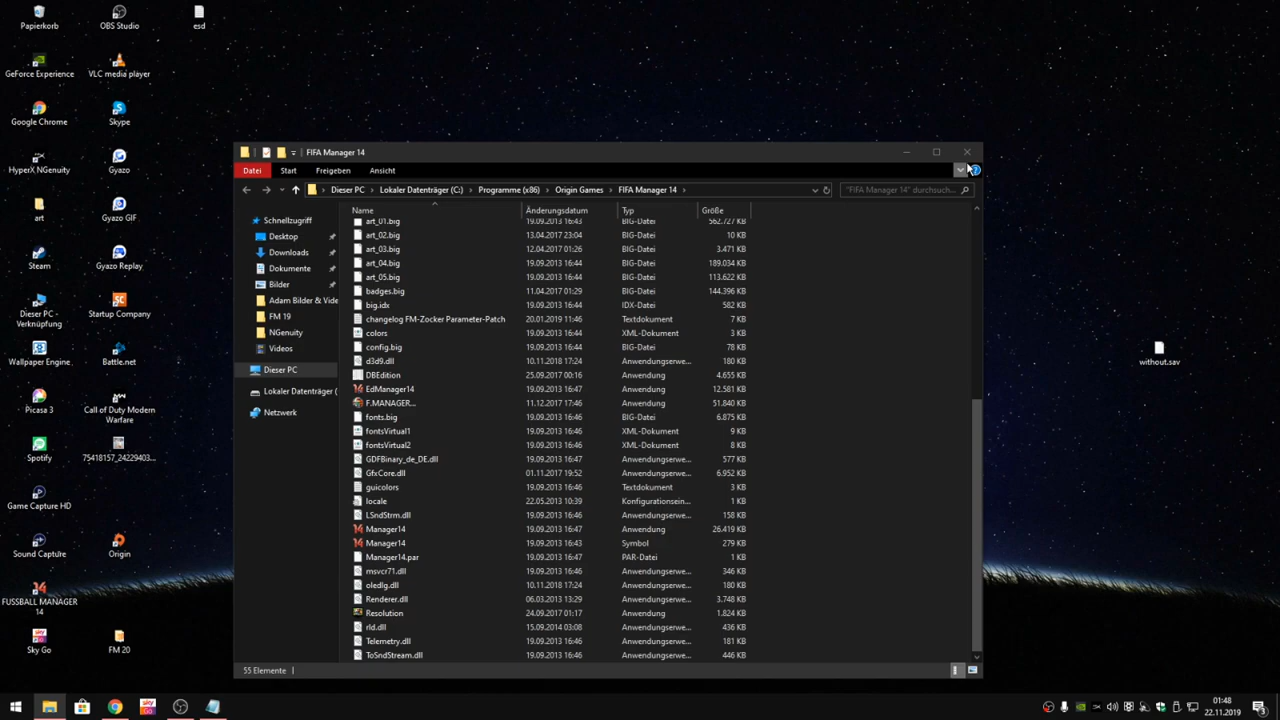 Papierkorb
OBS Studio
esd
GeForce Experience
VLC media player
Google Chrome
Skype
HyperX NGenuity
Gyazo
art
Gyazo GIF
Steam
Gyazo Replay
Dieser PC -
Verknüpfung
Startup Company
Wallpaper Engine
Battle.net
Picasa 3
Call of Duty Modern
Warfare
Spotify
75418157_24229403...
Game Capture HD
Sound Capture
Origin
FUSSBALL MANAGER
14
Sky Go
FM 20
without.sav
FIFA Manager 14
Datei Start Freigeben Ansicht
Dieser PC › Lokaler Datenträger (C:) › Programme (x86) › Origin Games › FIFA Manager 14 ›
"FIFA Manager 14" durchsuch...
Schnellzugriff
Desktop
Downloads
Dokumente
Bilder
Adam Bilder & Vide
FM 19
NGenuity
Videos
Dieser PC
Lokaler Datenträger (
Netzwerk
Name Änderungsdatum Typ Größe
art_01.big 19.09.2013 16:43 BIG-Datei 562.727 KB
art_02.big 13.04.2017 23:04 BIG-Datei 10 KB
art_03.big 12.04.2017 01:26 BIG-Datei 3.471 KB
art_04.big 19.09.2013 16:44 BIG-Datei 189.034 KB
art_05.big 19.09.2013 16:44 BIG-Datei 113.622 KB
badges.big 11.04.2017 01:29 BIG-Datei 144.396 KB
big.idx 19.09.2013 16:44 IDX-Datei 582 KB
changelog FM-Zocker Parameter-Patch 20.01.2019 11:46 Textdokument 7 KB
colors 19.09.2013 16:44 XML-Dokument 3 KB
config.big 19.09.2013 16:44 BIG-Datei 78 KB
d3d9.dll 10.11.2018 17:24 Anwendungserwe... 180 KB
DBEdition 25.09.2017 00:16 Anwendung 4.655 KB
EdManager14 19.09.2013 16:47 Anwendung 12.581 KB
F.MANAGER... 11.12.2017 17:46 Anwendung 51.840 KB
fonts.big 19.09.2013 16:46 BIG-Datei 6.875 KB
fontsVirtual1 19.09.2013 16:46 XML-Dokument 9 KB
fontsVirtual2 19.09.2013 16:46 XML-Dokument 8 KB
GDFBinary_de_DE.dll 19.09.2013 16:47 Anwendungserwe... 577 KB
GfxCore.dll 01.11.2017 19:52 Anwendungserwe... 6.952 KB
guicolors 19.09.2013 16:46 Textdokument 3 KB
locale 22.05.2013 10:39 Konfigurationsein... 1 KB
LSndStrm.dll 19.09.2013 16:46 Anwendungserwe... 158 KB
Manager14 19.09.2013 16:47 Anwendung 26.419 KB
Manager14 19.09.2013 16:43 Symbol 279 KB
Manager14.par 19.09.2013 16:47 PAR-Datei 1 KB
msvcr71.dll 19.09.2013 16:46 Anwendungserwe... 346 KB
oledlg.dll 10.11.2018 17:24 Anwendungserwe... 180 KB
Renderer.dll 06.03.2013 13:29 Anwendungserwe... 3.748 KB
Resolution 24.09.2017 01:17 Anwendung 1.824 KB
rld.dll 15.09.2014 03:08 Anwendungserwe... 436 KB
Telemetry.dll 19.09.2013 16:46 Anwendungserwe... 181 KB
ToSndStream.dll 19.09.2013 16:46 Anwendungserwe... 446 KB
55 Elemente
01:48
22.11.2019